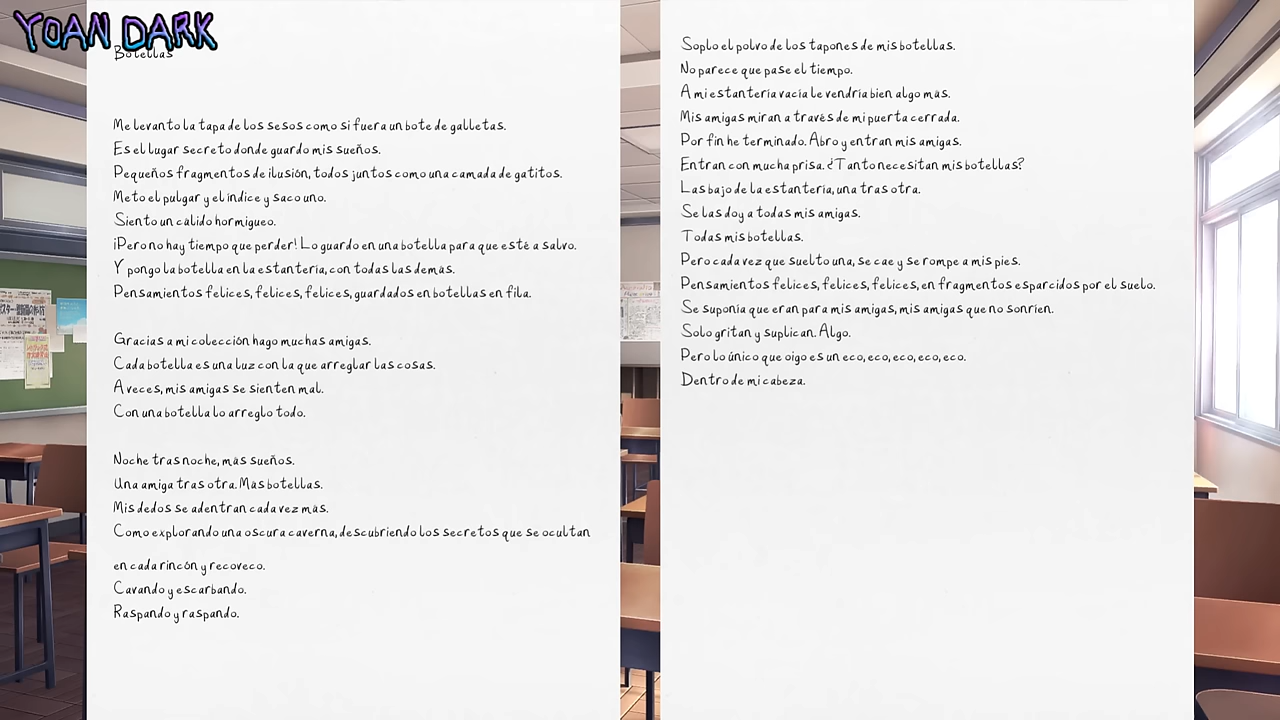 YOAN DARK
Botellas
Me levanto la tapa de los sesos como si fuera un bote de galletas.
Es el lugar secreto donde guardo mis sueños.
Pequeños fragmentos de ilusión, todos juntos como una camada de gatitos.
Meto el pulgar y el índice y saco uno.
Siento un cálido hormigueo.
¡Pero no hay tiempo que perder! Lo guardo en una botella para que esté a salvo.
Y pongo la botella en la estantería, con todas las demás.
Pensamientos felices, felices, felices, gurdados en botellas en fila.
Gracias a mi colección hago muchas amigas.
Cada botella es una luz con la que arreglar las cosas.
A veces, mis amigas se sienten mal.
Con una botella lo arreglo todo.
Noche tras noche, más sueños.
Una amiga tras otra. Más botellas.
Mis dedos se adentran cada vez más.
Como explorando una oscura caverna, descubriendo los secretos que se ocultan
en cada rincón y recoveco.
Cavando y escarbando.
Raspando y raspando.
Soplo el polvo de los tapones de mis botellas.
No parece que pase el tiempo.
A mi estantería vacía le vendría bien algo más.
Mis amigas miran a través de mi puerta cerrada.
Por fin he terminado. Abro y entran mis amigas.
Entran con mucha prisa. ¿Tanto necesitan mis botellas?
Las bajo de la estantería, una tras otra.
Se las doy a todas mis amigas.
Todas mis botellas.
Pero cada vez que suelto una, se cae y se rompe a mis pies.
Pensamientos felices, felices, felices, en fragmentos esparcidos por el suelo.
Se suponía que eran para mis amigas, mis amigas que no sonríen.
Solo gritan y suplican. Algo.
Pero lo único que oigo es un eco, eco, eco, eco, eco.
Dentro de mi cabeza.